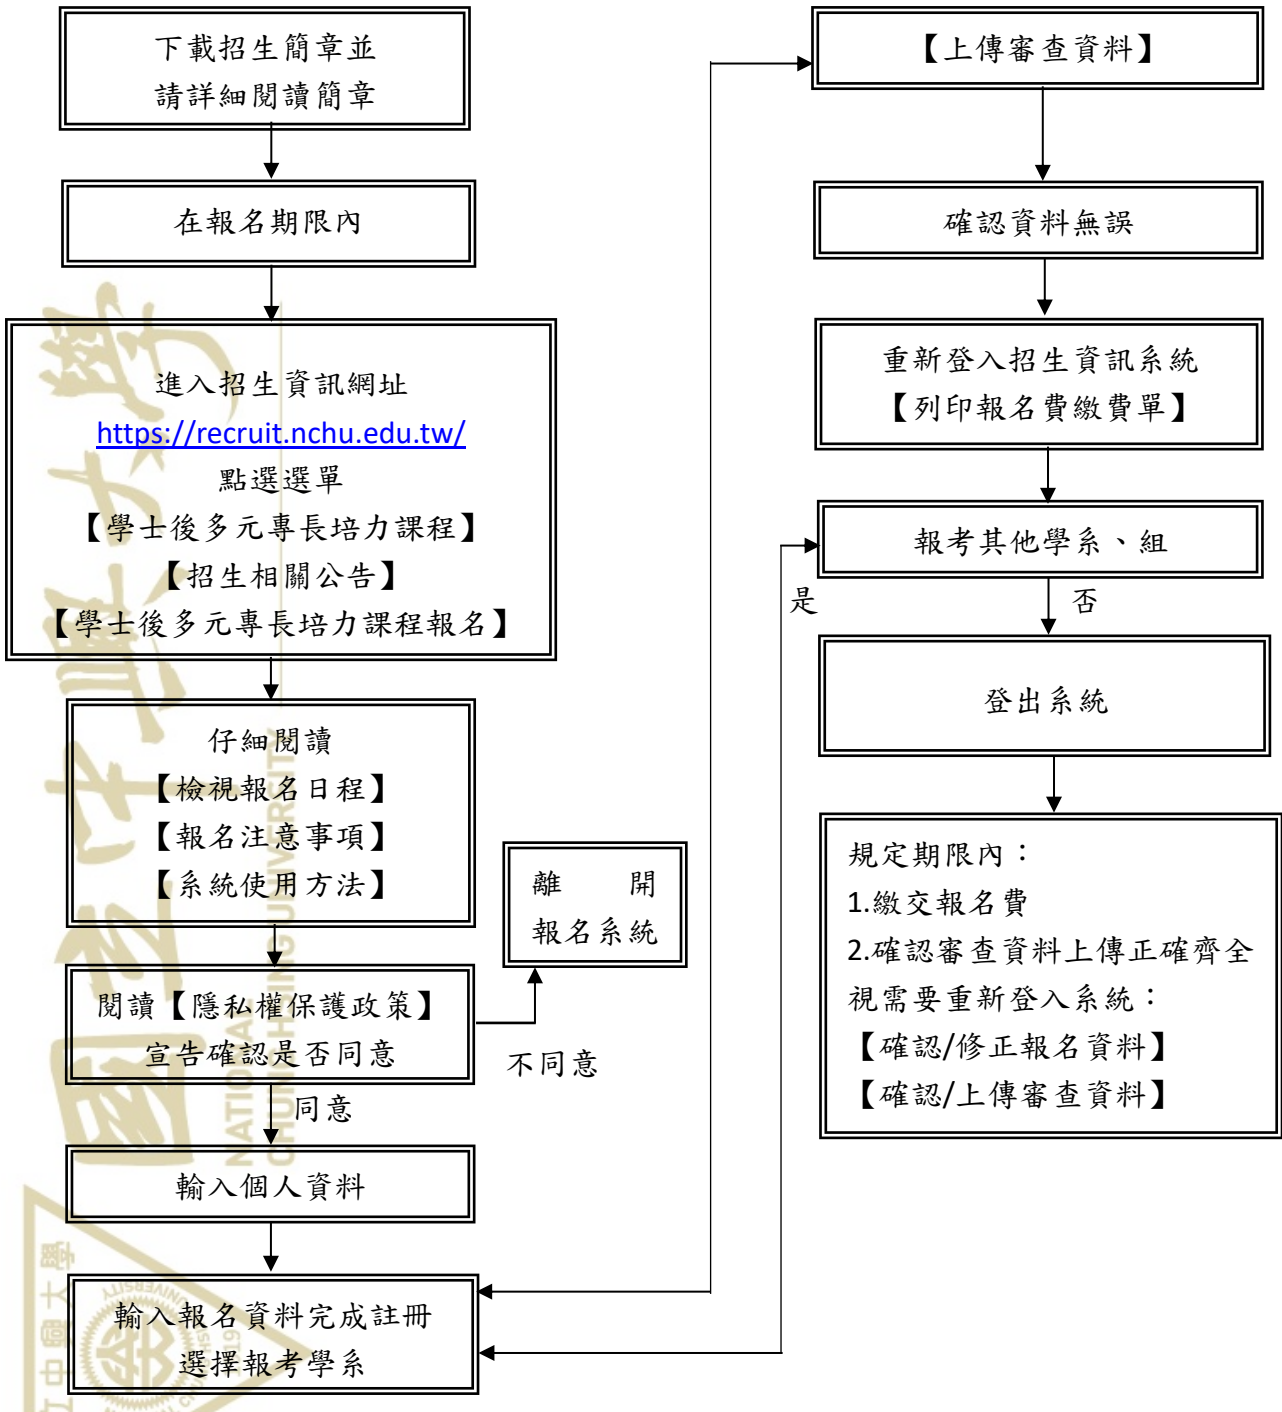 下載招生簡章並
請詳細閱讀簡章
在報名期限內
進入招生資訊網址
https://recruit.nchu.edu.tw/
點選選單
【學士後多元專長培力課程】
【招生相關公告】
【學士後多元專長培力課程報名】
仔細閱讀
【檢視報名日程】
【報名注意事項】
【系統使用方法】
離 開
報名系統
閱讀【隱私權保護政策】
宣告確認是否同意
不同意
同意
輸入個人資料
輸入報名資料完成註冊
選擇報考學系
【上傳審查資料】
確認資料無誤
重新登入招生資訊系統
【列印報名費繳費單】
報考其他學系、組
是
否
登出系統
規定期限內：
1.繳交報名費
2.確認審查資料上傳正確齊全
視需要重新登入系統：
【確認/修正報名資料】
【確認/上傳審查資料】
國立中興大學
NATIONAL
CHUNG HSING UNIVERSITY
1919